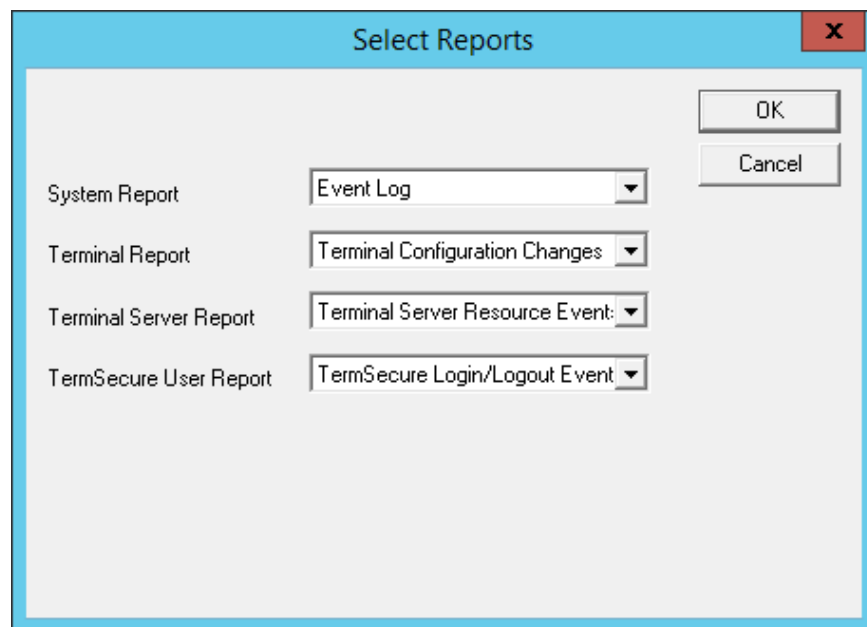 Select Reports
x
OK
Cancel
System Report
Event Log
Terminal Report
Terminal Configuration Changes
Terminal Server Report
Terminal Server Resource Event
TermSecure User Report
TermSecure Login/Logout Event